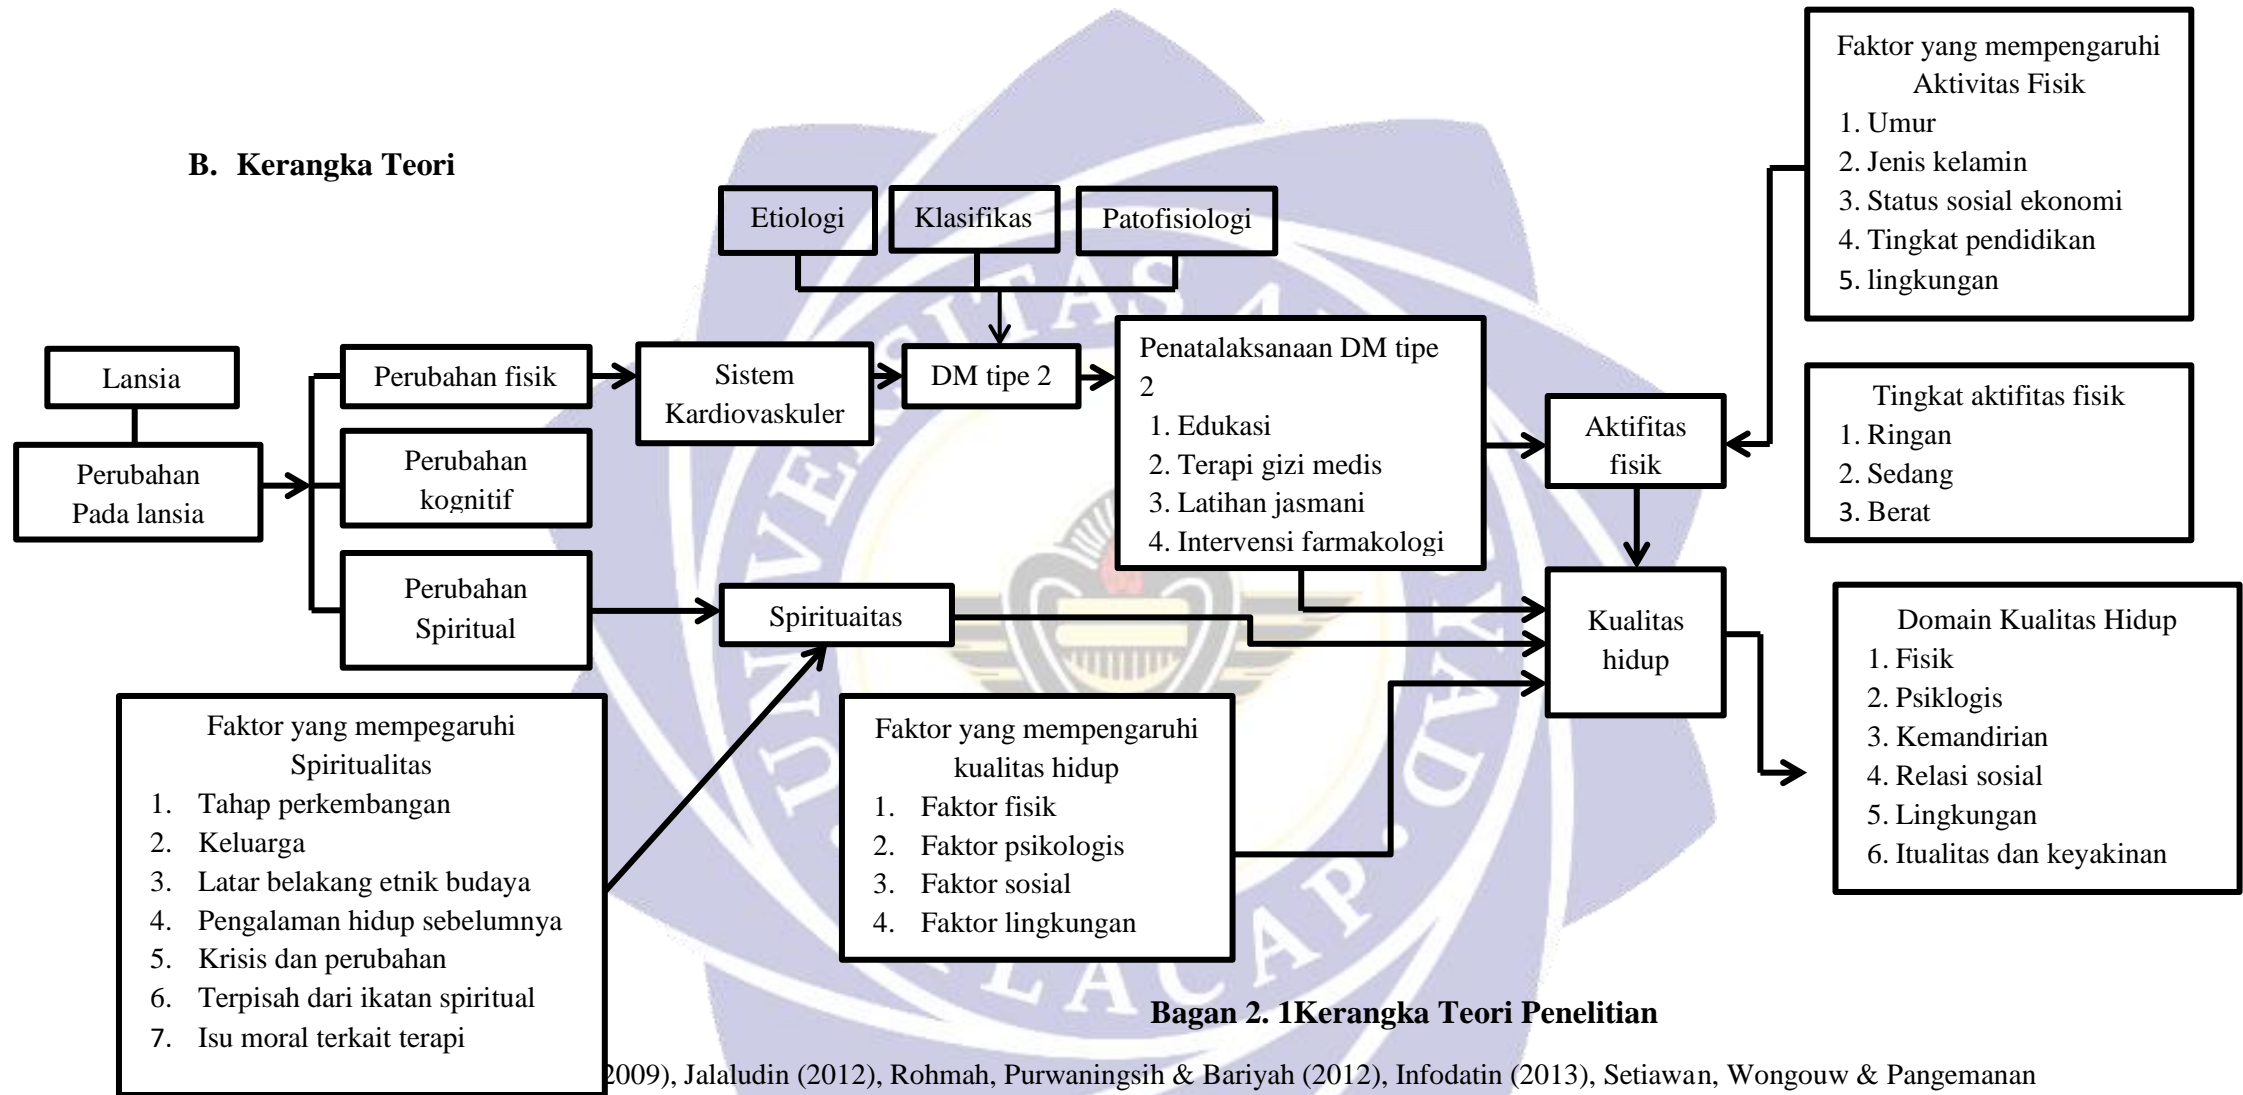 B. Kerangka Teori
Faktor yang mempengaruhi
Aktivitas Fisik
1. Umur
2. Jenis kelamin
3. Status sosial ekonomi
4. Tingkat pendidikan
5. lingkungan
Etiologi
Klasifikas
Patofisiologi
Lansia
Perubahan
Pada lansia
Perubahan fisik
Perubahan
kognitif
Perubahan
Spiritual
Sistem
Kardiovaskuler
DM tipe 2
Penatalaksanaan DM tipe
2
1. Edukasi
2. Terapi gizi medis
3. Latihan jasmani
4. Intervensi farmakologi
Aktifitas
fisik
Tingkat aktifitas fisik
1. Ringan
2. Sedang
3. Berat
Spirituaitas
Kualitas
hidup
Domain Kualitas Hidup
1. Fisik
2. Psiklogis
3. Kemandirian
4. Relasi sosial
5. Lingkungan
6. Itualitas dan keyakinan
Faktor yang mempegaruhi
Spiritualitas
1. Tahap perkembangan
2. Keluarga
3. Latar belakang etnik budaya
4. Pengalaman hidup sebelumnya
5. Krisis dan perubahan
6. Terpisah dari ikatan spiritual
7. Isu moral terkait terapi
Faktor yang mempengaruhi
kualitas hidup
1. Faktor fisik
2. Faktor psikologis
3. Faktor sosial
4. Faktor lingkungan
Bagan 2. 1Kerangka Teori Penelitian
2009), Jalaludin (2012), Rohmah, Purwaningsih & Bariyah (2012), Infodatin (2013), Setiawan, Wongouw & Pangemanan